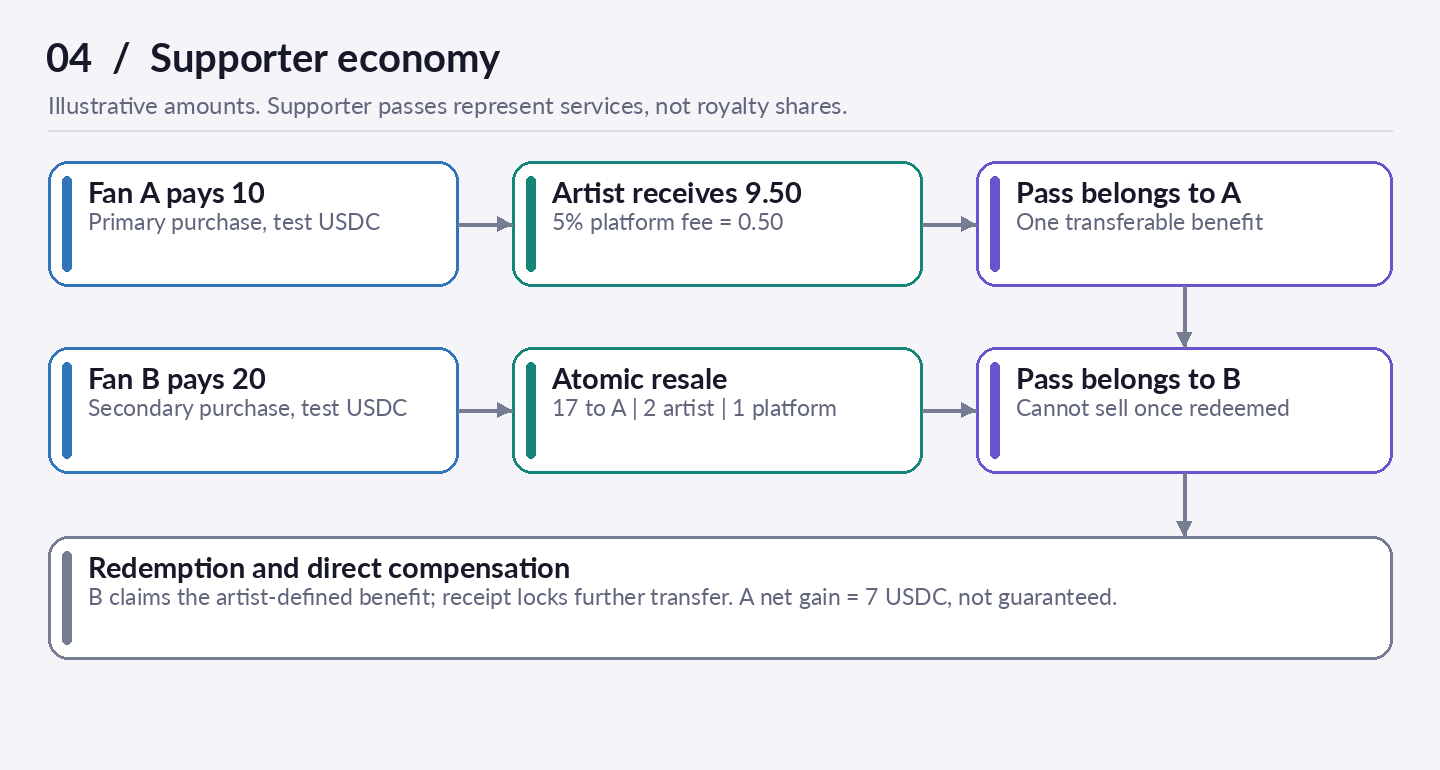 04 / Supporter economy
Illustrative amounts. Supporter passes represent services, not royalty shares.
Fan A pays 10
Primary purchase, test USDC
Artist receives 9.50
5% platform fee = 0.50
Pass belongs to A
One transferable benefit
Fan B pays 20
Secondary purchase, test USDC
Atomic resale
17 to A | 2 artist | 1 platform
Pass belongs to B
Cannot sell once redeemed
Redemption and direct compensation
B claims the artist-defined benefit; receipt locks further transfer. A net gain = 7 USDC, not guaranteed.